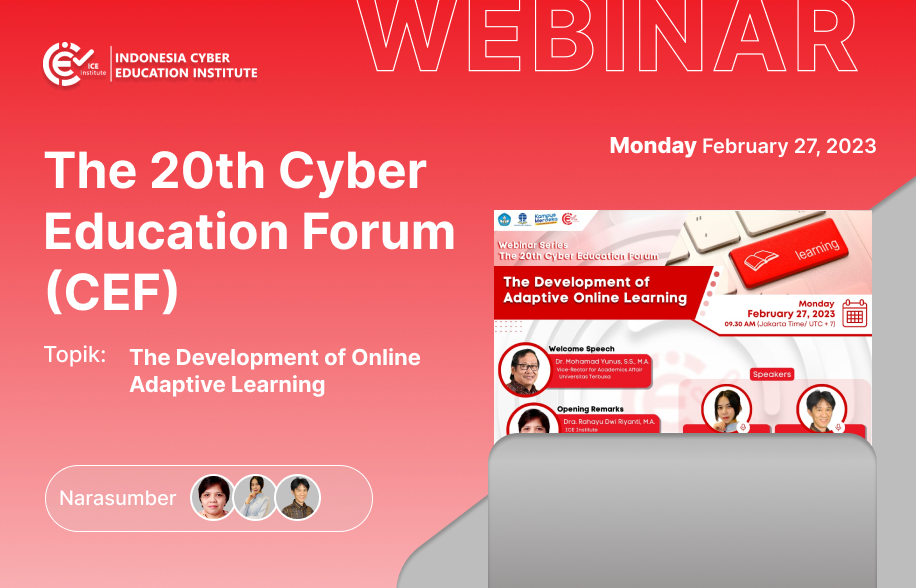 WEBINAR
ICE
Institute
INDONESIA CYBER
EDUCATION INSTITUTE
Monday February 27, 2023
The 20th Cyber
Education Forum
(CEF)
Topik:
The Development of Online
Adaptive Learning
Narasumber
Kampus
Merdeka
Webinar Series
The 20th Cyber Education Forum
learning
The Development of
Adaptive Online Learning
Monday
February 27, 2023
09.30 AM (Jakarta Time/ UTC + 7)
Welcome Speech
Dr. Mohamad Yunus, S.S., M.A.
Vice-Rector for Academics Affair
Universitas Terbuka
Speakers
Opening Remarks
Dra. Rahayu Dwi Riyanti, M.A.
ICE Institute